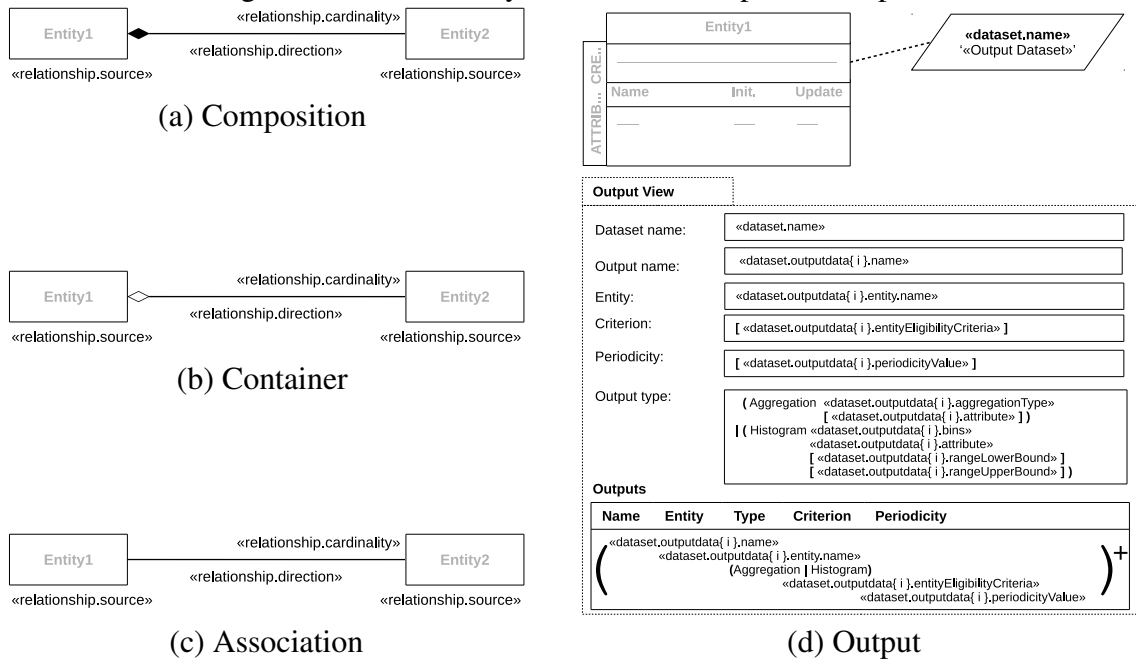 «relationship.cardinality»
Entity1
Entity2
«relationship.direction»
«relationship.source»
«relationship.source»
(a) Composition
«relationship.cardinality»
Entity1
Entity2
«relationship.direction»
«relationship.source»
«relationship.source»
(b) Container
«relationship.cardinality»
Entity1
Entity2
«relationship.direction»
«relationship.source»
«relationship.source»
(c) Association
Entity1
CRE..
ATTRIB...
Name Init. Update
«dataset.name»
‘«Output Dataset»’
Output View
Dataset name: «dataset.name»
Output name: «dataset.outputdata{ i }.name»
Entity: «dataset.outputdata{ i }.entity.name»
Criterion: [ «dataset.outputdata{ i }.entityEligibilityCriteria» ]
Periodicity: [ «dataset.outputdata{ i }.periodicityValue» ]
Output type: ( Aggregation «dataset.outputdata{ i }.aggregationType»
[ «dataset.outputdata{ i }.attribute» ] )
| ( Histogram «dataset.outputdata{ i }.bins»
«dataset.outputdata{ i }.attribute»
[ «dataset.outputdata{ i }.rangeLowerBound» ]
[ «dataset.outputdata{ i }.rangeUpperBound» ] )
Outputs
Name Entity Type Criterion Periodicity
( «dataset.outputdata{ i }.name»
«dataset.outputdata{ i }.entity.name»
(Aggregation | Histogram)
«dataset.outputdata{ i }.entityEligibilityCriteria»
«dataset.outputdata{ i }.periodicityValue» )+
(d) Output